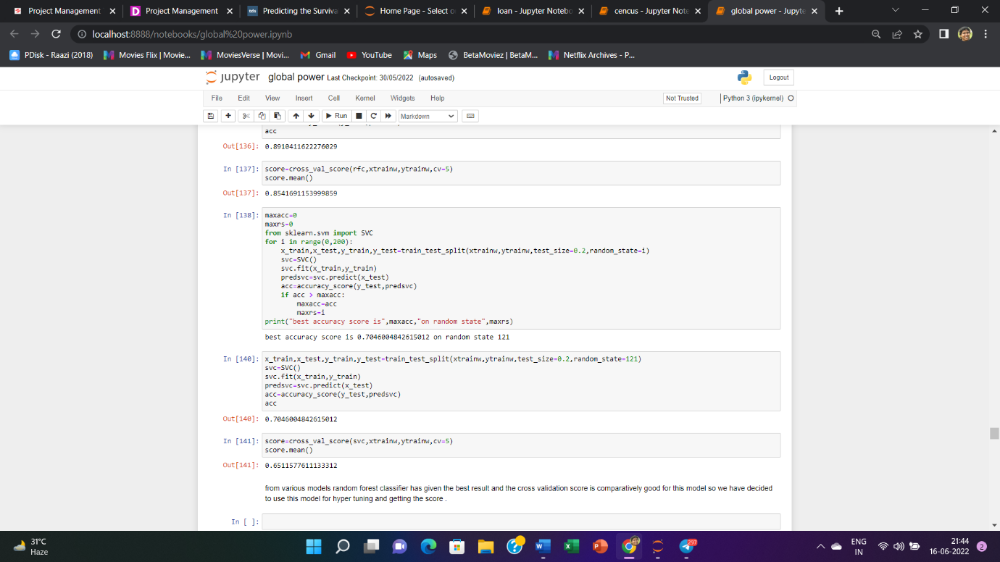 Project Management
Project Management
tds Predicting the Surviva
Home Page - Select o
loan - Jupyter Notebo
cencus - Jupyter Note
global power - Jupyte
localhost:8888/notebooks/global%20power.ipynb
PDisk - Raazi (2018)
Movies Flix | Movie...
MoviesVerse | Movi...
Gmail
YouTube
Maps
BetaMoviez | BetaM...
Netflix Archives - P...
jupyter global power Last Checkpoint: 30/05/2022 (autosaved)
Logout
File Edit View Insert Cell Kernel Widgets Help
Not Trusted
Python 3 (ipykernel)
Run
Markdown
acc
Out[136]: 0.8910411622276029
In [137]: score=cross_val_score(rfc,xtrainw,ytrainw,cv=5)
score.mean()
Out[137]: 0.8541691153999859
In [138]: maxacc=0
maxrs=0
from sklearn.svm import SVC
for i in range(0,200):
x_train,x_test,y_train,y_test=train_test_split(xtrainw,ytrainw,test_size=0.2,random_state=i)
svc=SVC()
svc.fit(x_train,y_train)
predsvc=svc.predict(x_test)
acc=accuracy_score(y_test,predsvc)
if acc > maxacc:
maxacc=acc
maxrs=i
print("best accuracy score is",maxacc,"on random state",maxrs)
best accuracy score is 0.7046004842615012 on random state 121
In [140]: x_train,x_test,y_train,y_test=train_test_split(xtrainw,ytrainw,test_size=0.2,random_state=121)
svc=SVC()
svc.fit(x_train,y_train)
predsvc=svc.predict(x_test)
acc=accuracy_score(y_test,predsvc)
acc
Out[140]: 0.7046004842615012
In [141]: score=cross_val_score(svc,xtrainw,ytrainw,cv=5)
score.mean()
Out[141]: 0.6511577611133312
from various models random forest classifier has given the best result and the cross validation score is comparatively good for this model so we have decided
to use this model for hyper tuning and getting the score .
In [ ]:
31°C
Haze
297
ENG
IN
21:44
16-06-2022
2